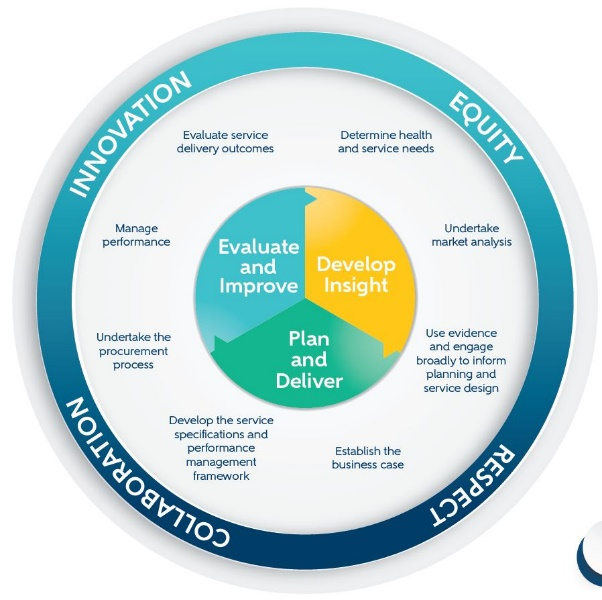 INNOVATION
EQUITY
Evaluate service
delivery outcomes
Determine health
and service needs
Manage
performance
Undertake
market analysis
Evaluate
and
Improve
Develop
Insight
Plan
and
Deliver
Undertake the
procurement
process
Use evidence
and engage
broadly to inform
planning and
service design
Develop the service
specifications and
performance
management
framework
Establish the
business case
COLLABORATION
RESPECT